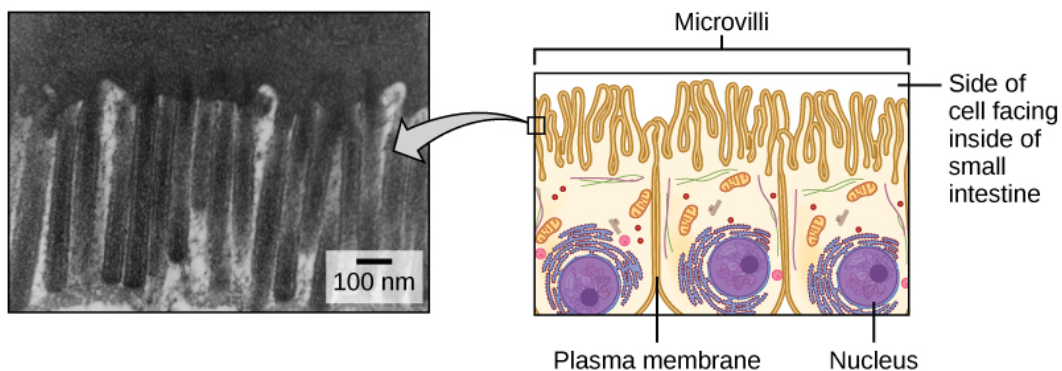 Microvilli
Side of
cell facing
inside of
small
intestine
100 nm
Plasma membrane
Nucleus